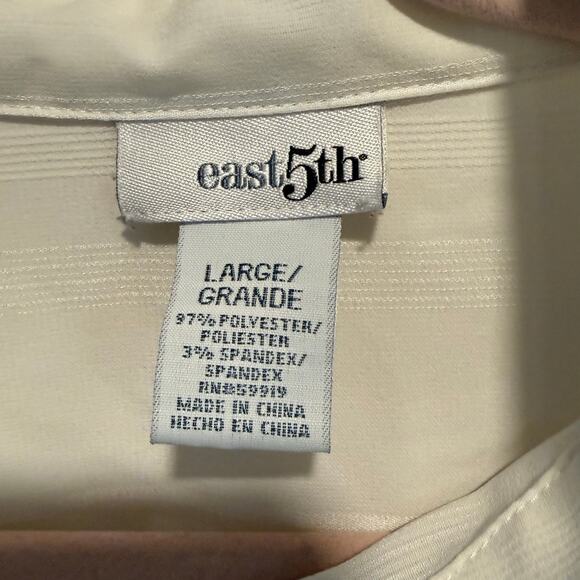 east5th
LARGE/
GRANDE
97% POLYESTER/
POLIESTER
3% SPANDEX/
SPANDEX
RN#59919
MADE IN CHINA
HECHO EN CHINA